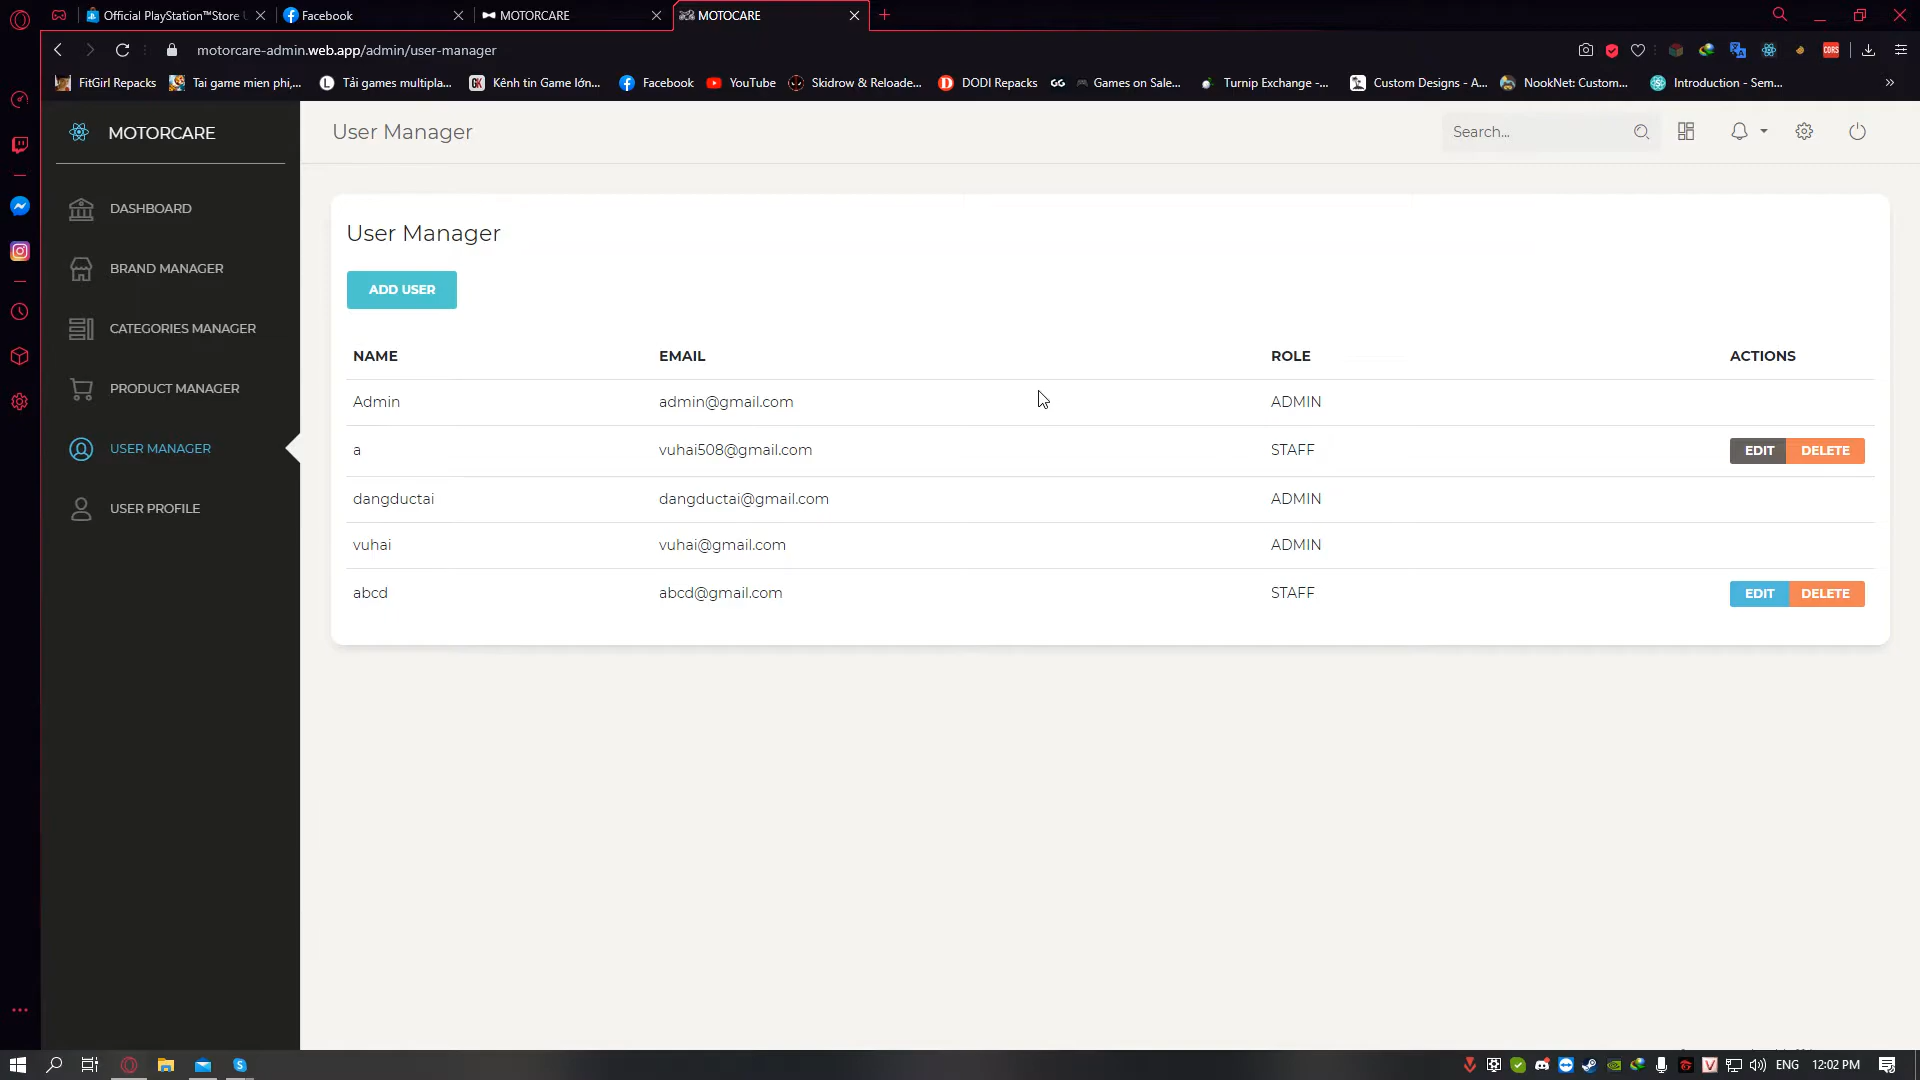 Official PlayStation™Store
Facebook
MOTORCARE
MOTOCARE
motorcare-admin.web.app/admin/user-manager
CORS
FitGirl Repacks
Tai game mien phi,...
Tải games multipla...
GK
Kênh tin Game lớn...
Facebook
YouTube
Skidrow & Reloade...
DODI Repacks
GG
Games on Sale...
Turnip Exchange -...
Custom Designs - A...
NookNet: Custom...
Introduction - Sem...
MOTORCARE
User Manager
Search...
DASHBOARD
BRAND MANAGER
CATEGORIES MANAGER
PRODUCT MANAGER
USER MANAGER
USER PROFILE
User Manager
ADD USER
NAME EMAIL ROLE ACTIONS
Admin admin@gmail.com ADMIN
a vuhai508@gmail.com STAFF EDIT DELETE
dangductai dangductai@gmail.com ADMIN
vuhai vuhai@gmail.com ADMIN
abcd abcd@gmail.com STAFF EDIT DELETE
ENG
12:02 PM